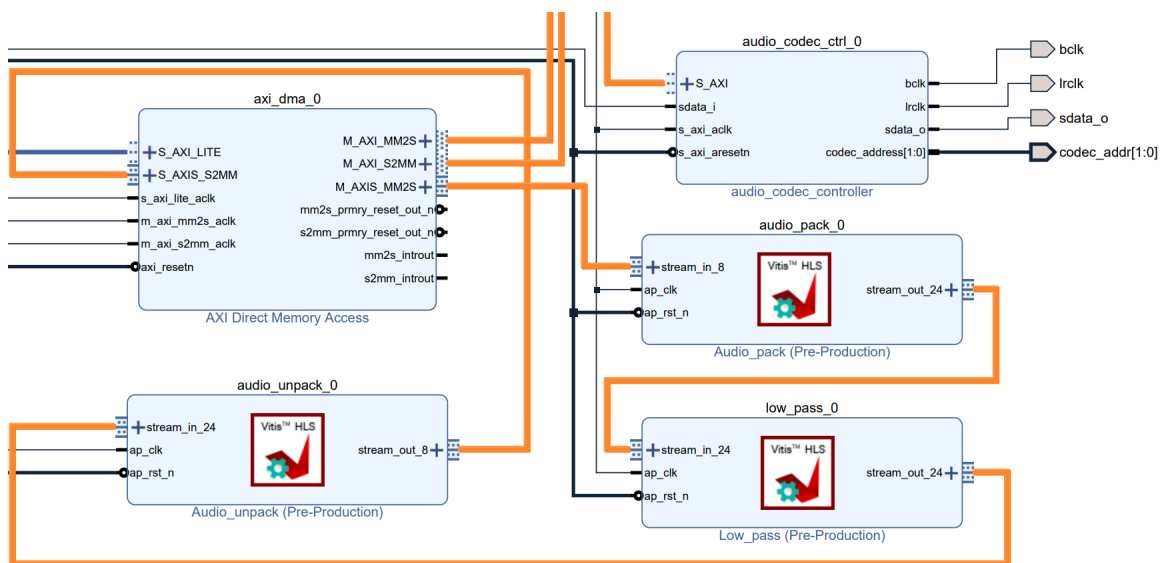 audio_codec_ctrl_0
S_AXI
sdata_i
s_axi_aclk
s_axi_aresetn
bclk
lrclk
sdata_o
codec_address[1:0]
audio_codec_controller
bclk
lrclk
sdata_o
codec_addr[1:0]
axi_dma_0
S_AXI_LITE
S_AXIS_S2MM
s_axi_lite_aclk
m_axi_mm2s_aclk
m_axi_s2mm_aclk
axi_resetn
M_AXI_MM2S
M_AXI_S2MM
M_AXIS_MM2S
mm2s_prmry_reset_out_n
s2mm_prmry_reset_out_n
mm2s_introut
s2mm_introut
AXI Direct Memory Access
audio_pack_0
stream_in_8
ap_clk
ap_rst_n
Vitis™ HLS
stream_out_24
Audio_pack (Pre-Production)
audio_unpack_0
stream_in_24
ap_clk
ap_rst_n
Vitis™ HLS
stream_out_8
Audio_unpack (Pre-Production)
low_pass_0
stream_in_24
ap_clk
ap_rst_n
Vitis™ HLS
stream_out_24
Low_pass (Pre-Production)